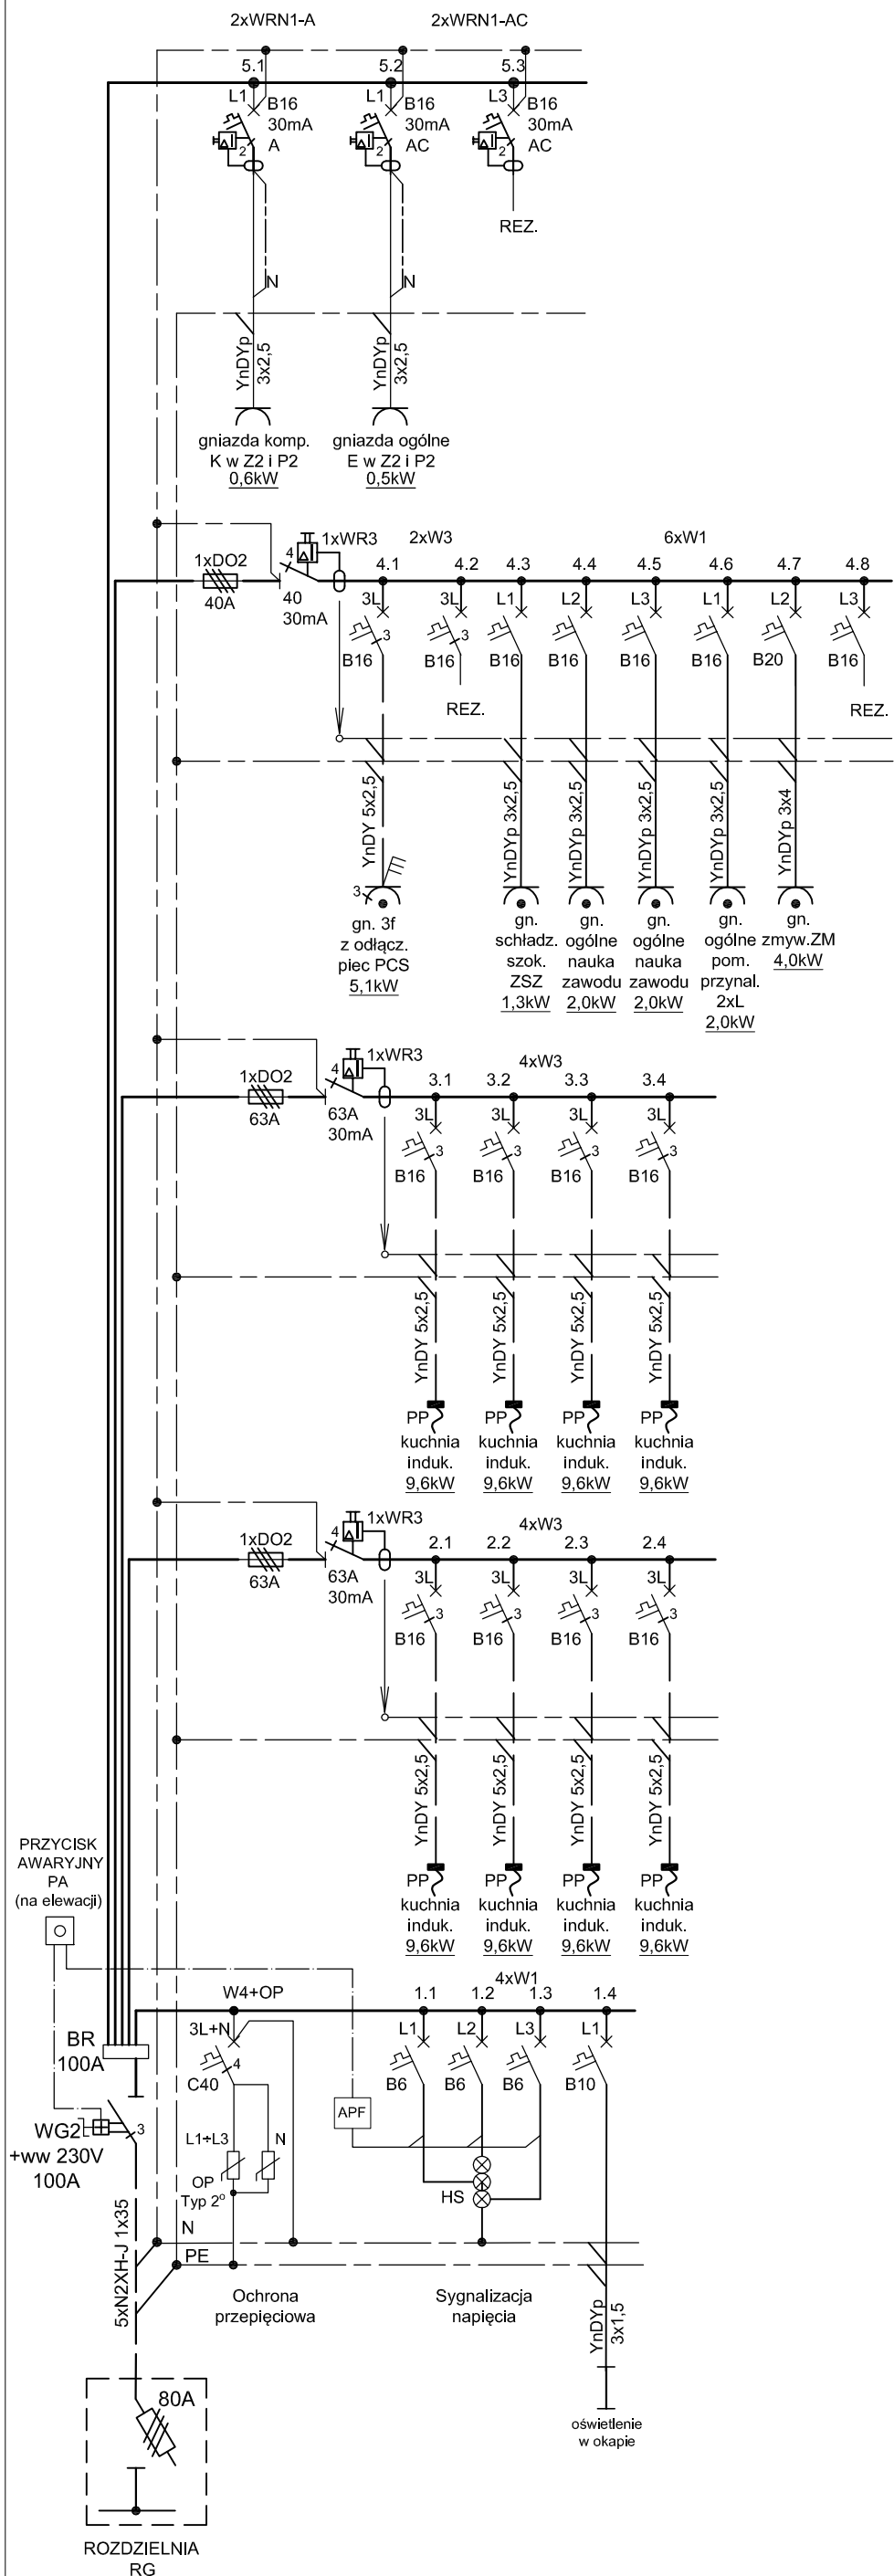 2xWRN1-A 2xWRN1-AC
5.1 5.2 5.3
L1 L1 L3
B16 B16 B16
30mA 30mA 30mA
A AC AC
2 2 2
REZ.
N N
YnDYp 3x2,5 YnDYp 3x2,5
gniazda komp. gniazda ogólne
K w Z2 i P2 E w Z2 i P2
0,6kW 0,5kW
1xWR3 2xW3 6xW1
1xDO2 4 4.1 4.2 4.3 4.4 4.5 4.6 4.7 4.8
40A 40 3L 3L L1 L2 L3 L1 L2 L3
30mA 3 3
B16 B16 B16 B16 B16 B16 B20 B16
REZ. REZ.
YnDY 5x2,5 YnDYp 3x2,5 YnDYp 3x2,5 YnDYp 3x2,5 YnDYp 3x2,5 YnDYp 3x4
3
gn. 3f
z odłącz.
piec PCS
5,1kW
gn.
schładz.
szok.
ZSZ
1,3kW
gn.
ogólne
nauka
zawodu
2,0kW
gn.
ogólne
nauka
zawodu
2,0kW
gn.
ogólne
pom.
przynal.
2xL
2,0kW
gn.
zmyw.ZM
4,0kW
1xWR3 4xW3
1xDO2 4 3.1 3.2 3.3 3.4
63A 63A 3L 3L 3L 3L
30mA 3 3 3 3
B16 B16 B16 B16
YnDY 5x2,5 YnDY 5x2,5 YnDY 5x2,5 YnDY 5x2,5
PP PP PP PP
kuchnia kuchnia kuchnia kuchnia
induk. induk. induk. induk.
9,6kW 9,6kW 9,6kW 9,6kW
1xWR3 4xW3
1xDO2 4 2.1 2.2 2.3 2.4
63A 63A 3L 3L 3L 3L
30mA 3 3 3 3
B16 B16 B16 B16
YnDY 5x2,5 YnDY 5x2,5 YnDY 5x2,5 YnDY 5x2,5
PP PP PP PP
kuchnia kuchnia kuchnia kuchnia
induk. induk. induk. induk.
9,6kW 9,6kW 9,6kW 9,6kW
PRZYCISK
AWARYJNY
PA
(na elewacji)
W4+OP 4xW1
1.1 1.2 1.3 1.4
3L+N L1 L2 L3 L1
BR
100A
4
C40 B6 B6 B6 B10
APF
WG2 3
+ww 230V
100A
L1÷L3 N
OP
Typ 2°
HS
N
PE
5xN2XH-J 1x35
Ochrona
przepięciowa
Sygnalizacja
napięcia
YnDYp 3x1,5
80A
oświetlenie
w okapie
ROZDZIELNIA
RG